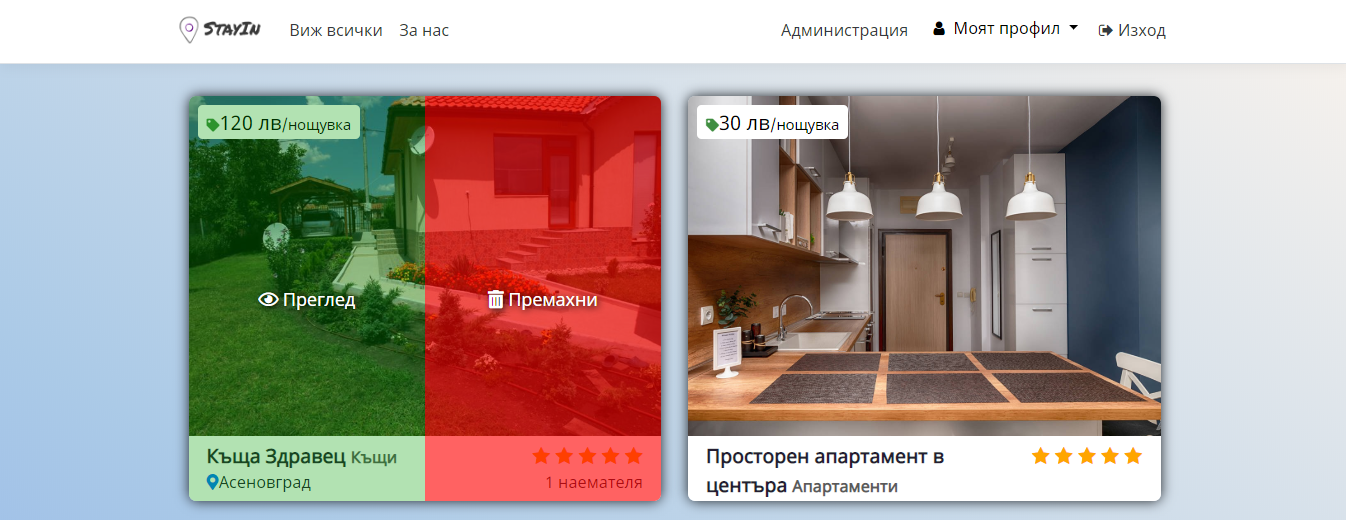 StayIn Виж всички За нас Администрация Моят профил Изход
120 лв/нощувка
30 лв/нощувка
Преглед Премахни
Къща Здравец Къщи
Асеновград 1 наемателя
Просторен апартамент в
центъра Апартаменти